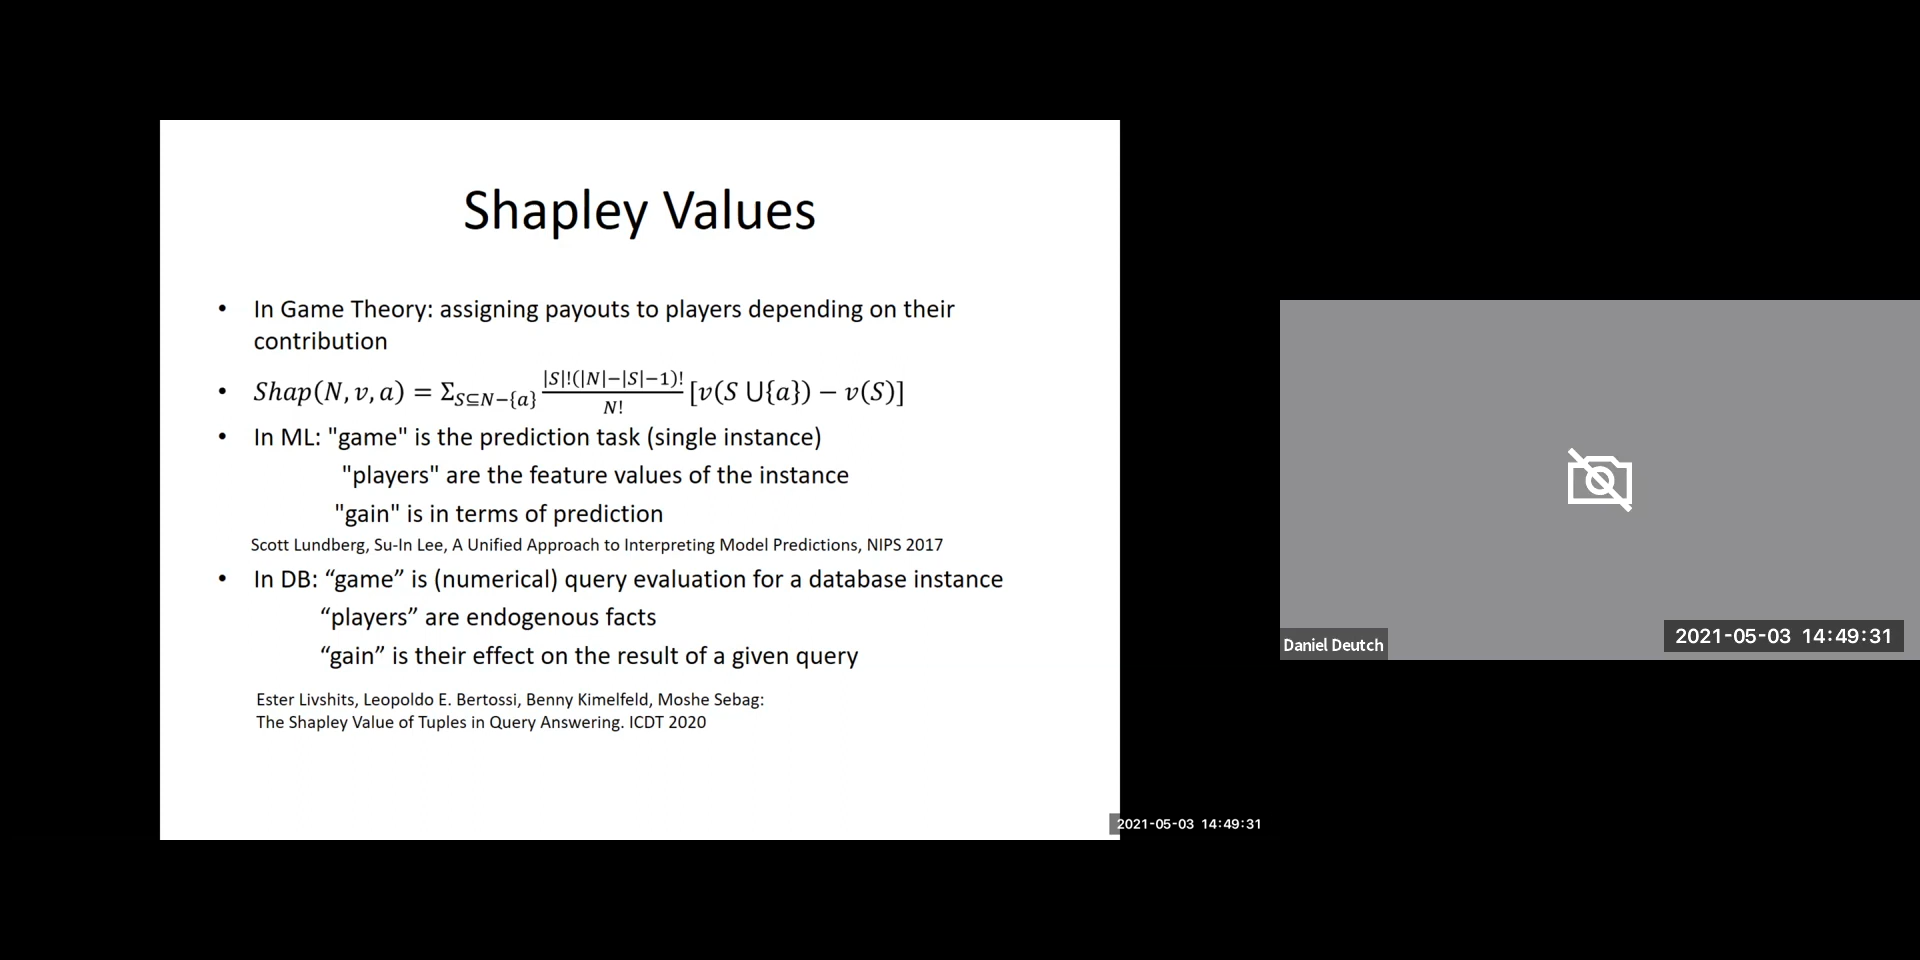 Shapley Values
• In Game Theory: assigning payouts to players depending on their
contribution
• Shap(N, v, a) = Σ_{S⊆N−{a}} \frac{|S|!(|N|−|S|−1)!}{N!} [v(S ∪{a}) − v(S)]
• In ML: "game" is the prediction task (single instance)
"players" are the feature values of the instance
"gain" is in terms of prediction
Scott Lundberg, Su-In Lee, A Unified Approach to Interpreting Model Predictions, NIPS 2017
• In DB: “game” is (numerical) query evaluation for a database instance
“players” are endogenous facts
“gain” is their effect on the result of a given query
Ester Livshits, Leopoldo E. Bertossi, Benny Kimelfeld, Moshe Sebag:
The Shapley Value of Tuples in Query Answering. ICDT 2020
2021-05-03 14:49:31
Daniel Deutch
2021-05-03 14:49:31